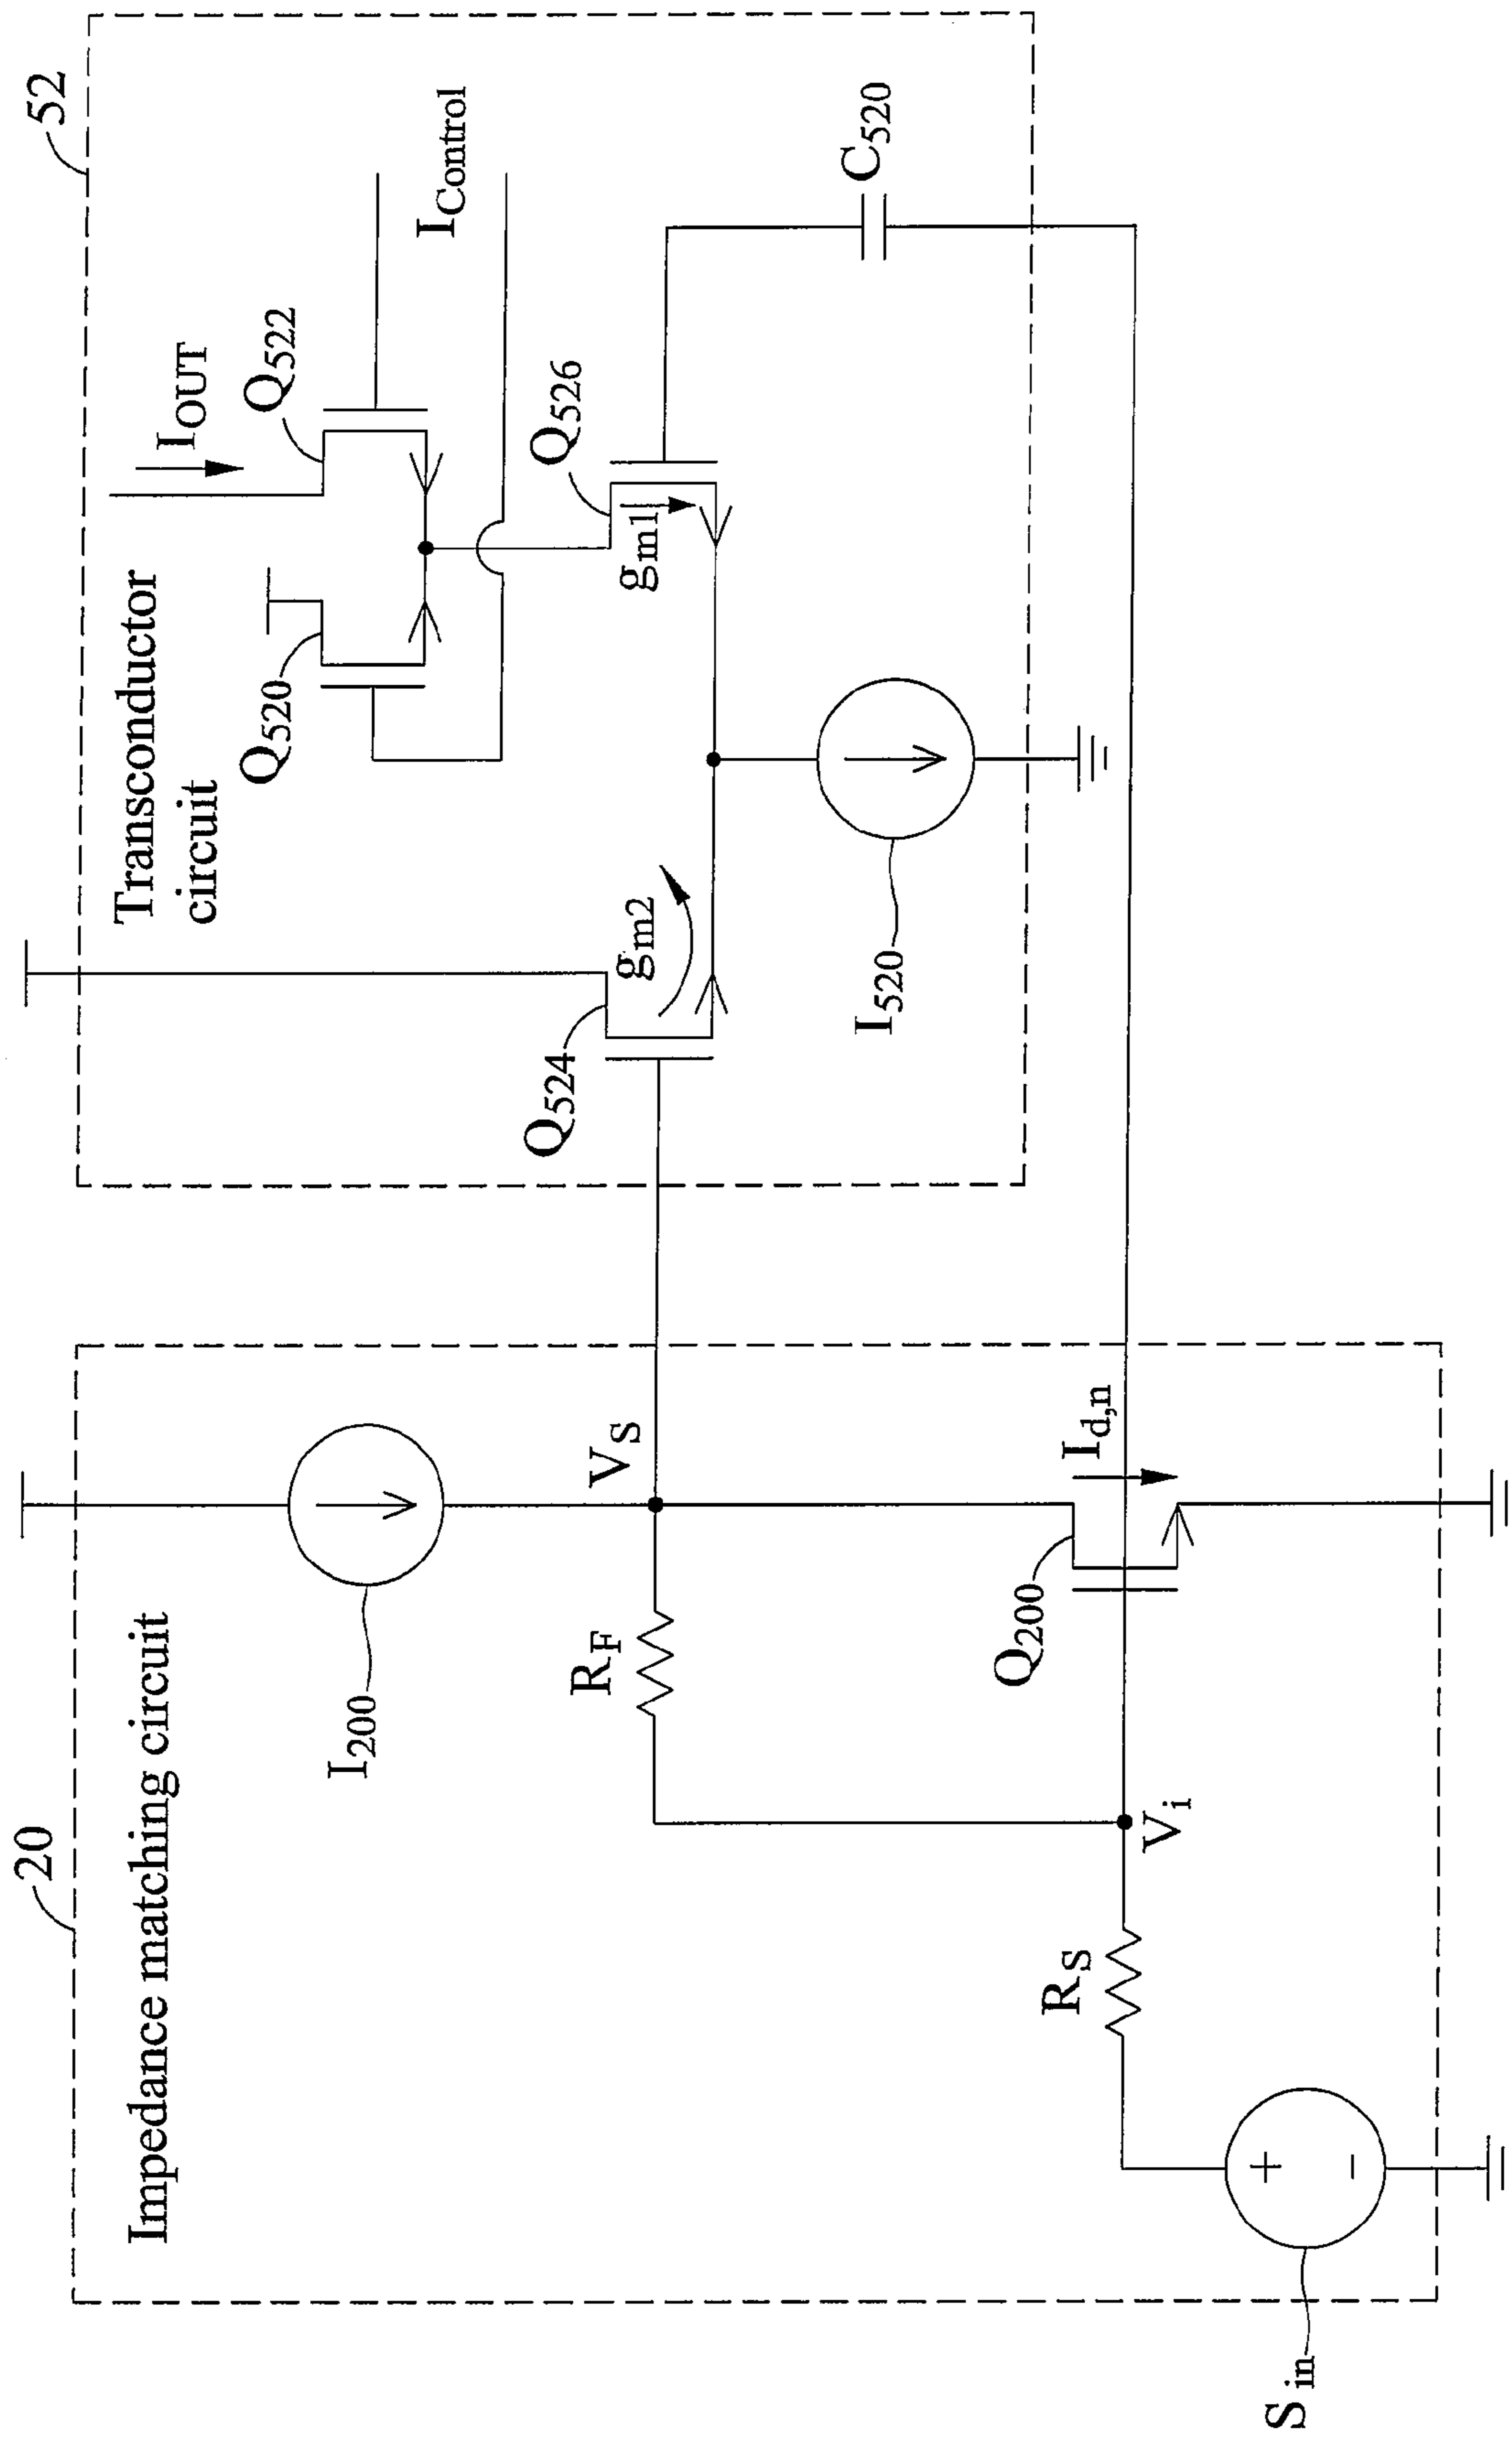 20
Impedance matching circuit
I200
RF
VS
Q200
Id,n
Vi
RS
Sin
+
−
52
Transconductor
circuit
IOUT
Q520
Q522
IControl
Q524
gm2
Q526
gm1
I520
C520